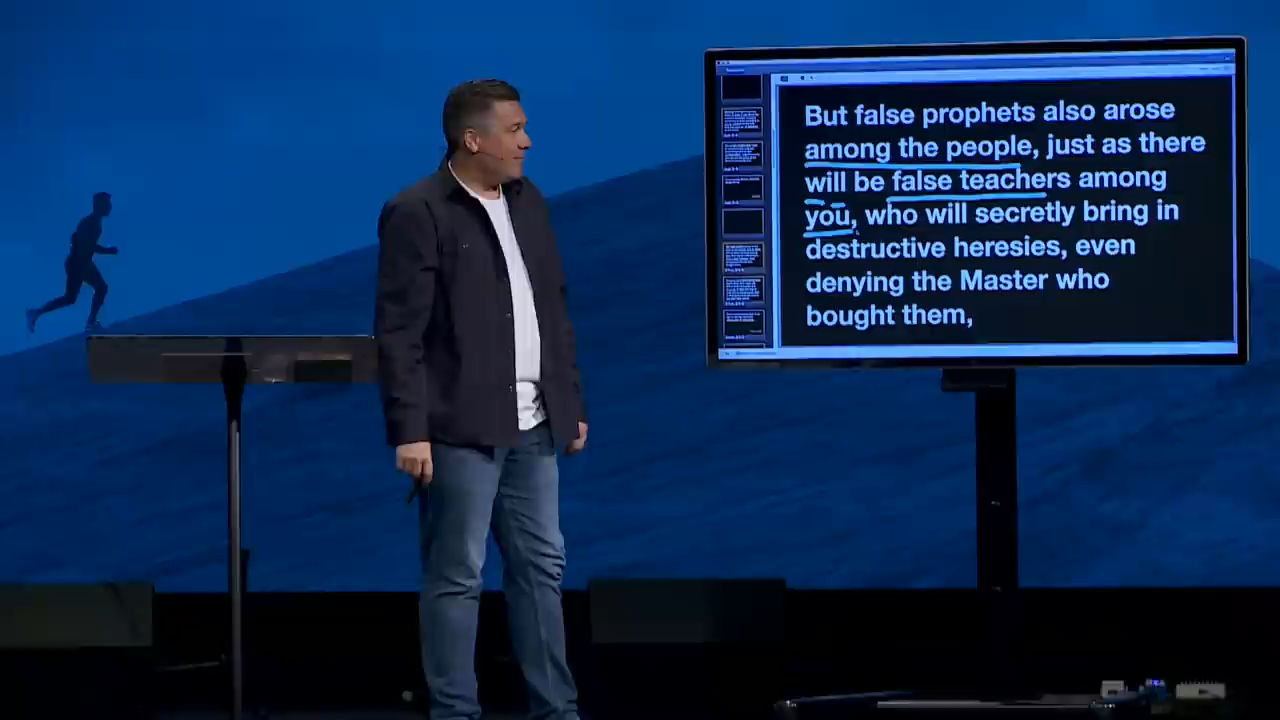 But false prophets also arose
among the people, just as there
will be false teachers among
you, who will secretly bring in
destructive heresies, even
denying the Master who
bought them,